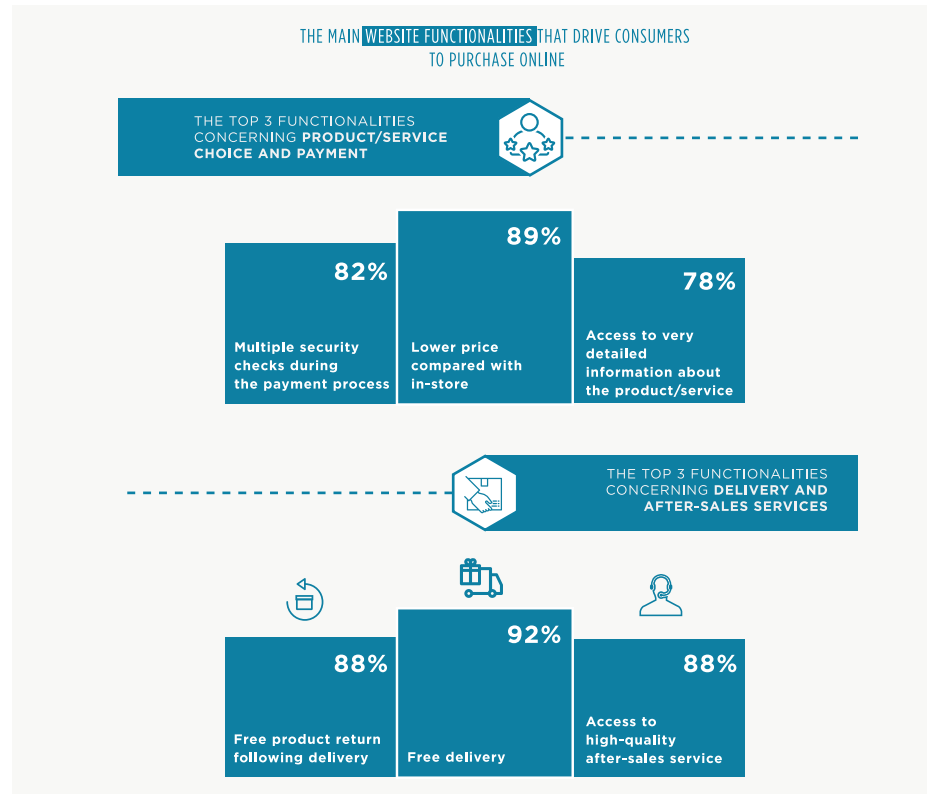 THE MAIN WEBSITE FUNCTIONALITIES THAT DRIVE CONSUMERS
TO PURCHASE ONLINE
THE TOP 3 FUNCTIONALITIES
CONCERNING PRODUCT/SERVICE
CHOICE AND PAYMENT
82%
Multiple security
checks during
the payment process
89%
Lower price
compared with
in-store
78%
Access to very
detailed
information about
the product/service
THE TOP 3 FUNCTIONALITIES
CONCERNING DELIVERY AND
AFTER-SALES SERVICES
88%
Free product return
following delivery
92%
Free delivery
88%
Access to
high-quality
after-sales service